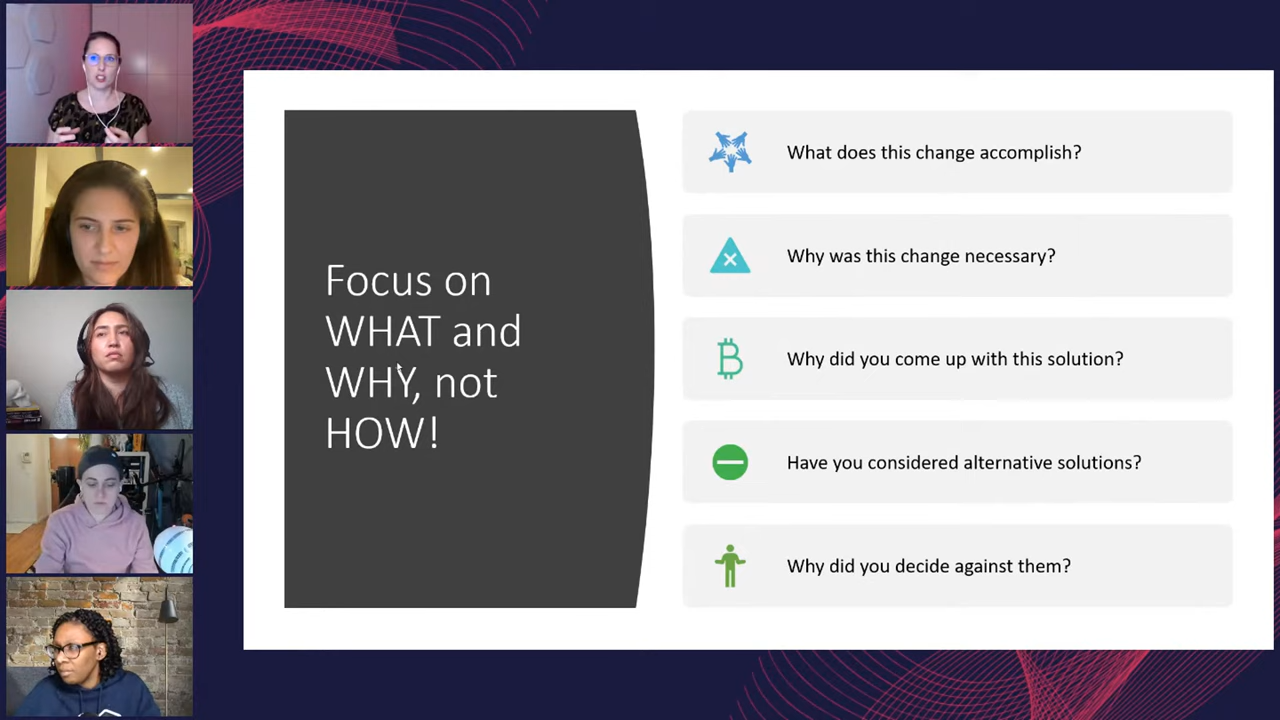 Focus on
WHAT and
WHY, not
HOW!
What does this change accomplish?
Why was this change necessary?
Why did you come up with this solution?
Have you considered alternative solutions?
Why did you decide against them?